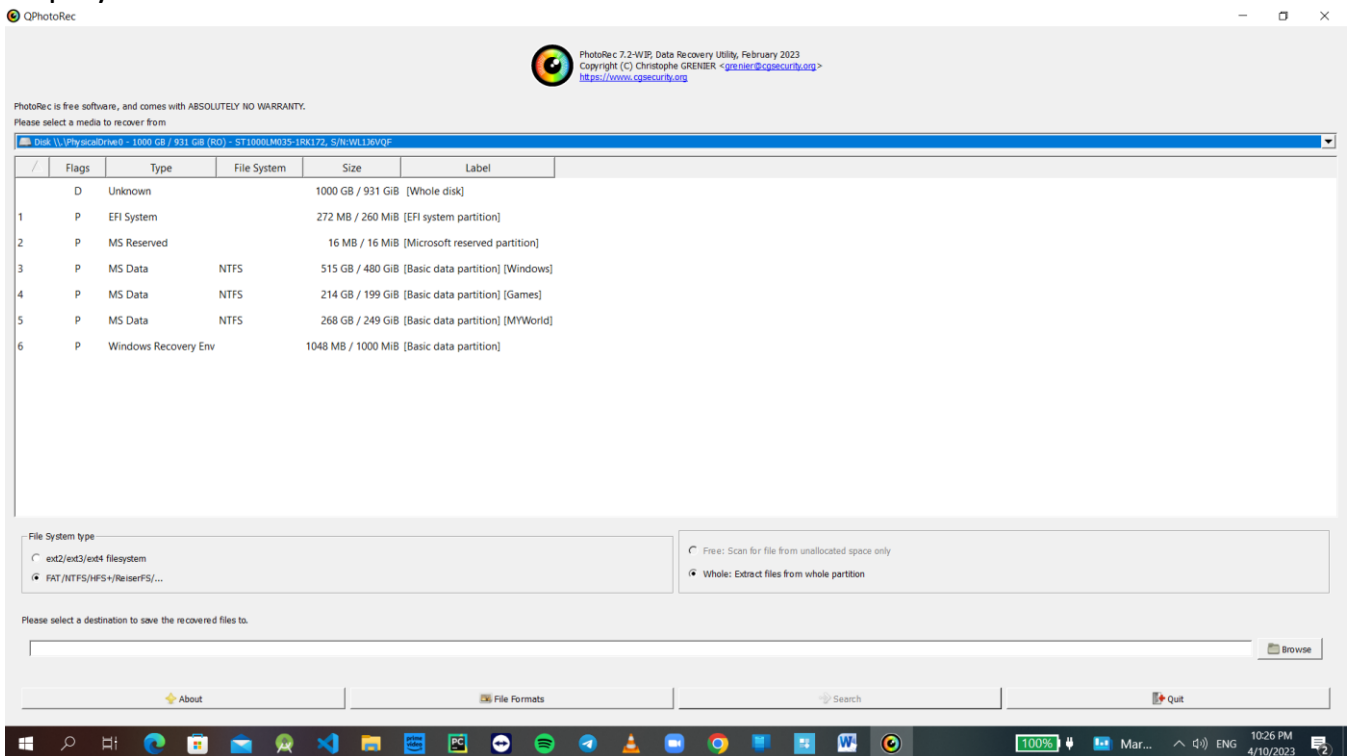 QPhotoRec
PhotoRec 7.2-WIP, Data Recovery Utility, February 2023
Copyright (C) Christophe GRENIER <grenier@cgsecurity.org>
https://www.cgsecurity.org
PhotoRec is free software, and comes with ABSOLUTELY NO WARRANTY.
Please select a media to recover from
Disk \\.\PhysicalDrive0 - 1000 GB / 931 GiB (RO) - ST1000LM035-1RK172, S/N:WL1J6VQF
/ Flags Type File System Size Label
D Unknown 1000 GB / 931 GiB [Whole disk]
1 P EFI System 272 MB / 260 MiB [EFI system partition]
2 P MS Reserved 16 MB / 16 MiB [Microsoft reserved partition]
3 P MS Data NTFS 515 GB / 480 GiB [Basic data partition] [Windows]
4 P MS Data NTFS 214 GB / 199 GiB [Basic data partition] [Games]
5 P MS Data NTFS 268 GB / 249 GiB [Basic data partition] [MYWorld]
6 P Windows Recovery Env 1048 MB / 1000 MiB [Basic data partition]
File System type
ext2/ext3/ext4 filesystem
FAT/NTFS/HFS+/ReiserFS/...
Free: Scan for file from unallocated space only
Whole: Extract files from whole partition
Please select a destination to save the recovered files to.
Browse
About File Formats Search Quit
prime video PC W 100% Mar... ENG 10:26 PM
4/10/2023 2